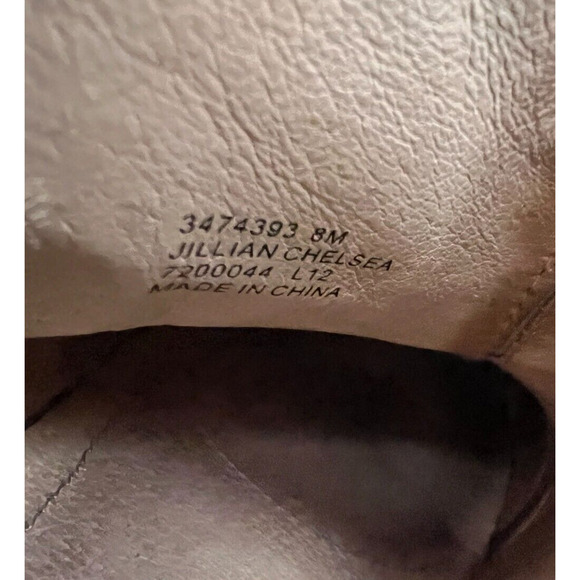 3474393 8M
JILLIAN CHELSEA
7200044 L12
MADE IN CHINA